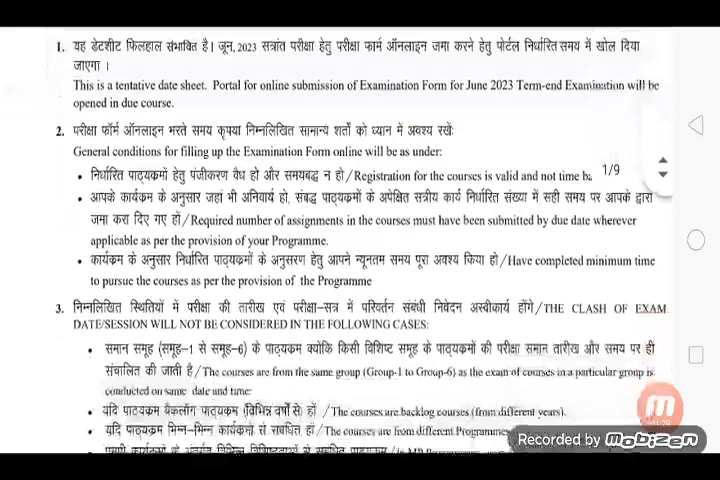 1. यह डेटशीट फिलहाल संभावित है। जून, 2023 सत्रांत परीक्षा हेतु परीक्षा फार्म ऑनलाइन जमा करने हेतु पोर्टल निर्धारित समय में खोल दिया
जाएगा ।
This is a tentative date sheet. Portal for online submission of Examination Form for June 2023 Term-end Examination will be
opened in due course.
2. परीक्षा फॉर्म ऑनलाइन भरते समय कृपया निम्नलिखित सामान्य शर्तों को ध्यान में अवश्य रखें:
General conditions for filling up the Examination Form online will be as under:
• निर्धारित पाठ्यक्रमों हेतु पंजीकरण वैध हो और समयबद्ध न हो/Registration for the courses is valid and not time ba
1/9
• आपके कार्यक्रम के अनुसार जहां भी अनिवार्य हो, संबद्ध पाठ्यक्रमों के अपेक्षित सत्रीय कार्य निर्धारित संख्या में सही समय पर आपके द्वारा
जमा करा दिए गए हों/Required number of assignments in the courses must have been submitted by due date wherever
applicable as per the provision of your Programme.
• कार्यक्रम के अनुसार निर्धारित पाठ्यक्रमों के अनुसरण हेतु आपने न्यूनतम समय पूरा अवश्य किया हो/Have completed minimum time
to pursue the courses as per the provision of the Programme
3. निम्नलिखित स्थितियों में परीक्षा की तारीख एवं परीक्षा-सत्र में परिवर्तन संबंधी निवेदन अस्वीकार्य होंगे/THE CLASH OF EXAM
DATE/SESSION WILL NOT BE CONSIDERED IN THE FOLLOWING CASES:
• समान समूह (समूह-1 से समूह-6) के पाठ्यक्रम क्योंकि किसी विशिष्ट समूह के पाठ्यक्रमों की परीक्षा समान तारीख और समय पर ही
संचालित की जाती है/The courses are from the same group (Group-1 to Group-6) as the exam of courses in a particular group is
conducted on same date and time.
• यदि पाठ्यक्रम बैकलॉग पाठ्यक्रम (विभिन्न वर्षों से) हों/The courses are backlog courses (from different years).
• यदि पाठ्यक्रम भिन्न-भिन्न कार्यक्रमों से संबंधित हों/The courses are from different Programme
Recorded by Mobizen